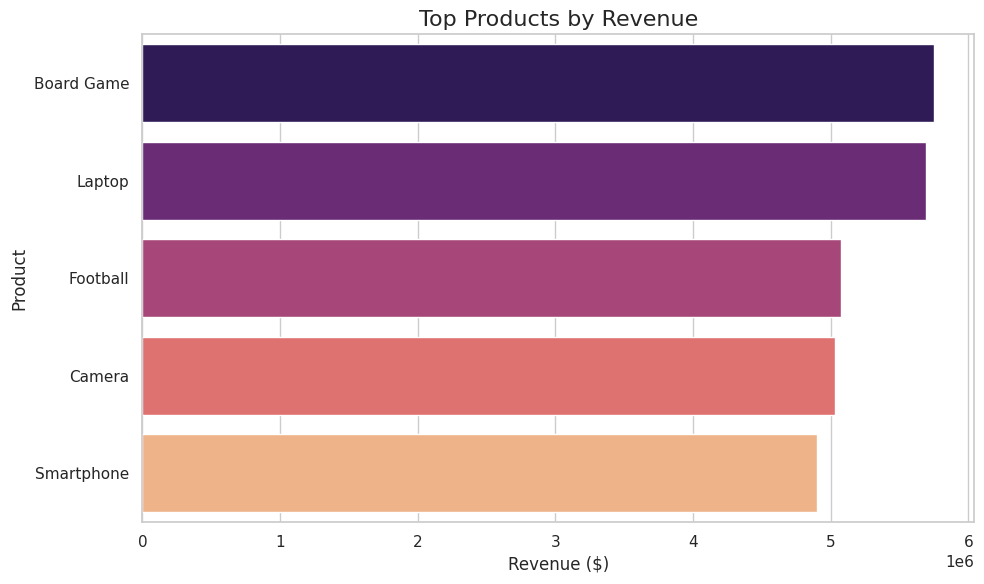 Top Products by Revenue
Product
Board Game
Laptop
Football
Camera
Smartphone
0 1 2 3 4 5 6
1e6
Revenue ($)